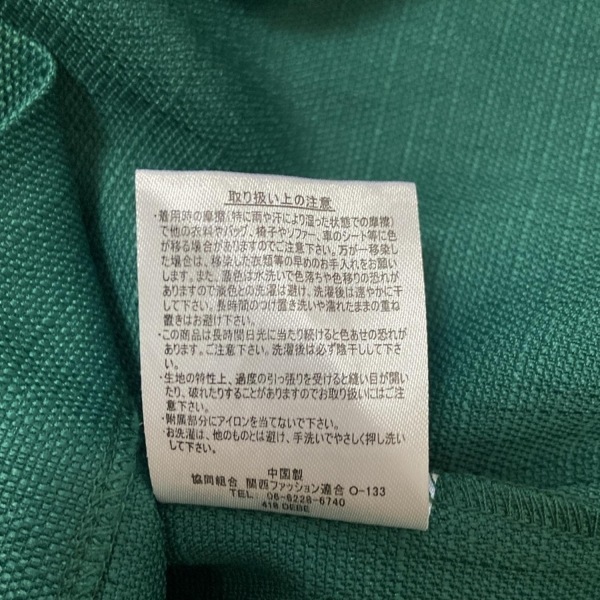 取り扱い上の注意
・着用時の摩擦(特に雨や汗により湿った状態での摩擦)
で他の衣料やバッグ、椅子やソファー、車のシート等に色
が移る場合がありますのでご注意下さい。万が一移染し
た場合は、移染した衣類等の早めのお手入れをお願い
します。また、濃色は水洗いで色落ちや色移りの恐れが
ありますので淡色との洗濯は避け、洗濯後は速やかに干
して下さい。長時間のつけ置き洗いや濡れたままの重ね
置きはお避け下さい。
・この商品は長時間日光に当たり続けると色あせの恐れが
あります。ご注意下さい。洗濯後は必ず陰干しして下さ
い。
・生地の特性上、過度の引っ張りを受けると縫い目が開い
たり、破れたりすることがありますのでお取り扱いにはご注
意下さい。
・附属部分にアイロンを当てないで下さい。
・お洗濯は、他のものとは避け、手洗いでやさしく押し洗い
して下さい。
中国製
協同組合 関西ファッション連合 O-133
TEL: 06-6228-6740
418 DEBE